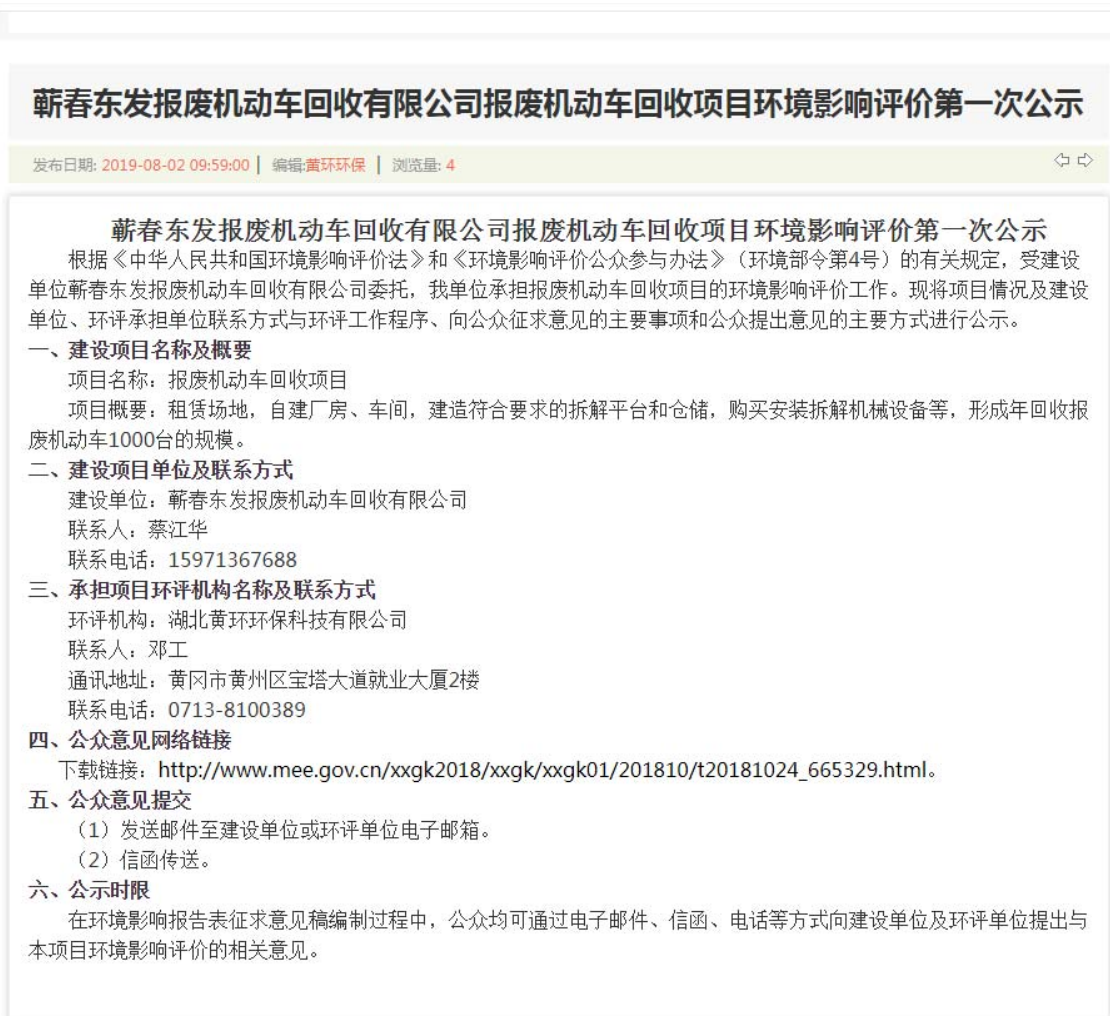 蕲春东发报废机动车回收有限公司报废机动车回收项目环境影响评价第一次公示
发布日期: 2019-08-02 09:59:00 | 编辑:黄环环保 | 浏览量: 4
蕲春东发报废机动车回收有限公司报废机动车回收项目环境影响评价第一次公示
根据《中华人民共和国环境影响评价法》和《环境影响评价公众参与办法》（环境部令第4号）的有关规定，受建设
单位蕲春东发报废机动车回收有限公司委托，我单位承担报废机动车回收项目的环境影响评价工作。现将项目情况及建设
单位、环评承担单位联系方式与环评工作程序、向公众征求意见的主要事项和公众提出意见的主要方式进行公示。
一、建设项目名称及概要
项目名称：报废机动车回收项目
项目概要：租赁场地，自建厂房、车间，建造符合要求的拆解平台和仓储，购买安装拆解机械设备等，形成年回收报
废机动车1000台的规模。
二、建设项目单位及联系方式
建设单位：蕲春东发报废机动车回收有限公司
联系人：蔡江华
联系电话：15971367688
三、承担项目环评机构名称及联系方式
环评机构：湖北黄环环保科技有限公司
联系人：邓工
通讯地址：黄冈市黄州区宝塔大道就业大厦2楼
联系电话：0713-8100389
四、公众意见网络链接
下载链接：http://www.mee.gov.cn/xxgk2018/xxgk/xxgk01/201810/t20181024_665329.html。
五、公众意见提交
（1）发送邮件至建设单位或环评单位电子邮箱。
（2）信函传送。
六、公示时限
在环境影响报告表征求意见稿编制过程中，公众均可通过电子邮件、信函、电话等方式向建设单位及环评单位提出与
本项目环境影响评价的相关意见。